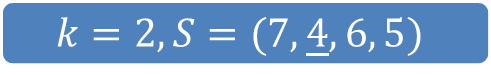 k = 2, S = (7, 4, 6, 5)